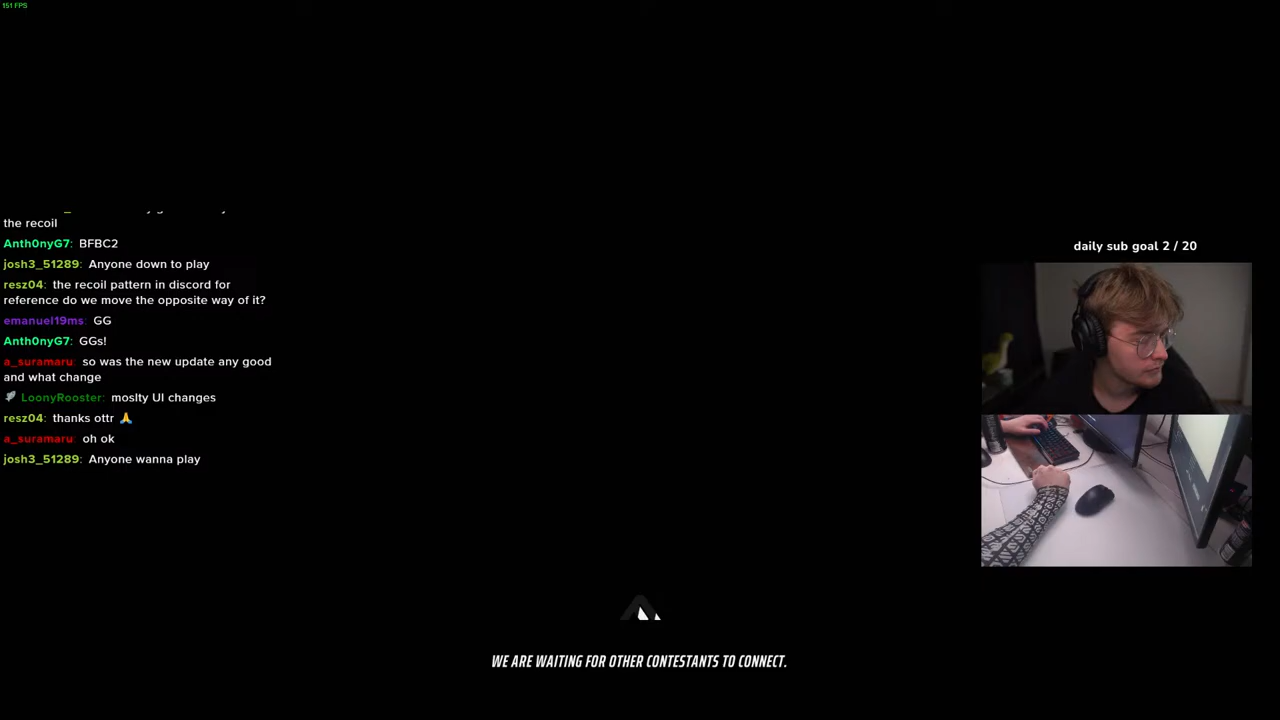 151 FPS
the recoil
Anth0nyG7: BFBC2
josh3_51289: Anyone down to play
resz04: the recoil pattern in discord for
reference do we move the opposite way of it?
emanuel19ms: GG
Anth0nyG7: GGs!
a_suramaru: so was the new update any good
and what change
LoonyRooster: moslty UI changes
resz04: thanks ottr 🙏
a_suramaru: oh ok
josh3_51289: Anyone wanna play
daily sub goal 2 / 20
WE ARE WAITING FOR OTHER CONTESTANTS TO CONNECT.